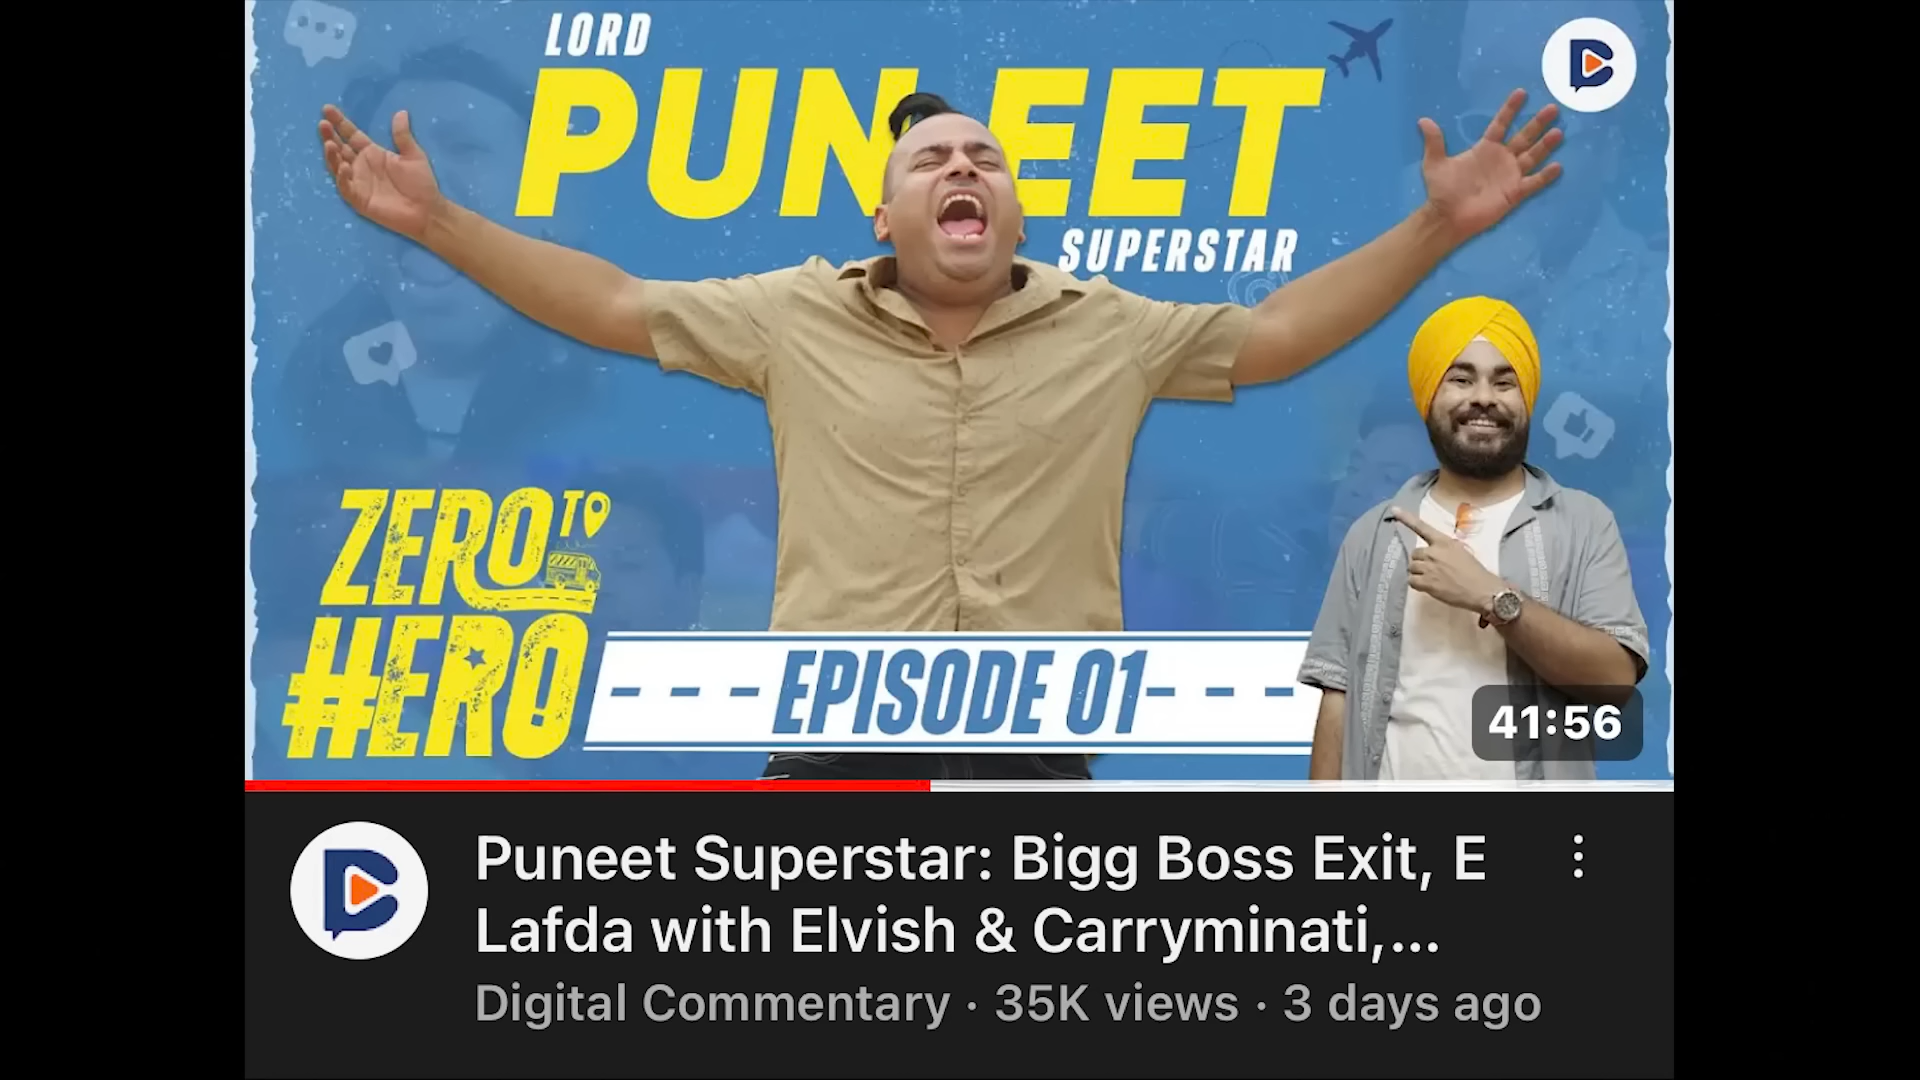 LORD
PUNEET
SUPERSTAR
ZERO TO
HERO
EPISODE 01
41:56
Puneet Superstar: Bigg Boss Exit, E
Lafda with Elvish & Carryminati,...
Digital Commentary · 35K views · 3 days ago